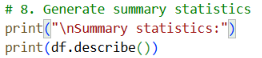 # 8. Generate summary statistics
print("\nSummary statistics:")
print(df.describe())